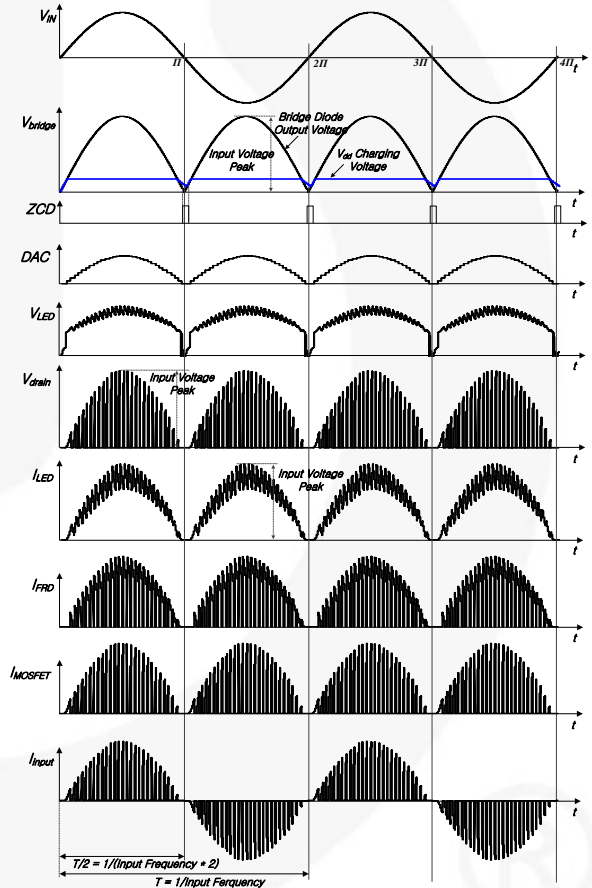 VIN
Π 2Π 3Π 4Π
t
Vbridge
Bridge Diode
Output Voltage
Input Voltage
Peak
Vdd Charging
Voltage
t
ZCD
t
DAC
t
VLED
t
Vdrain
Input Voltage
Peak
t
ILED
Input Voltage
Peak
t
IFRD
t
IMOSFET
t
Iinput
t
T/2 = 1/(Input Frequency * 2)
T = 1/Input Ferquency
®